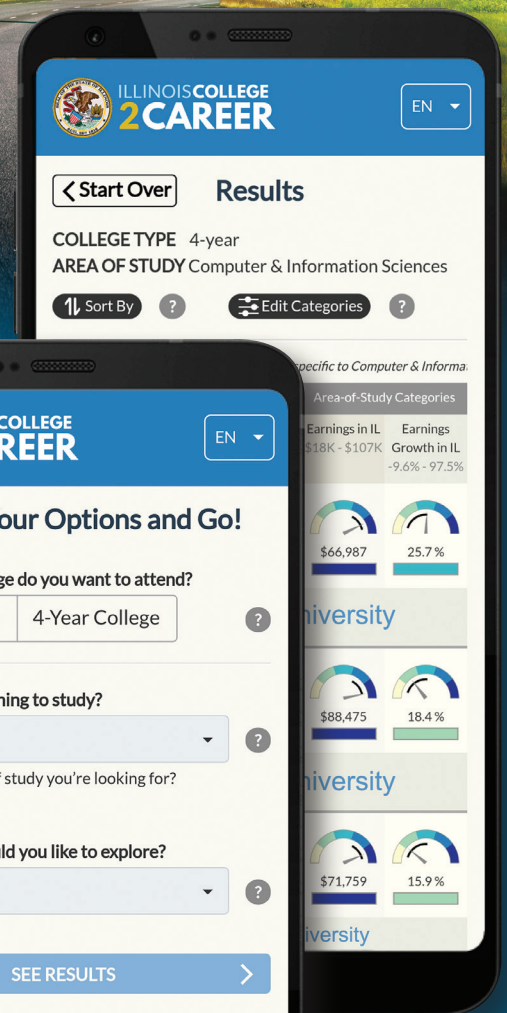 ILLINOISCOLLEGE
2CAREER
EN
Start Over
Results
COLLEGE TYPE 4-year
AREA OF STUDY Computer & Information Sciences
Sort By
?
Edit Categories
?
specific to Computer & Informat
Area-of-Study Categories
Earnings in IL
$18K - $107K
Earnings
Growth in IL
-9.6% - 97.5%
$66,987
25.7 %
niversity
$88,475
18.4 %
niversity
$71,759
15.9 %
iversity
COLLEGE
REER
EN
our Options and Go!
ge do you want to attend?
4-Year College
?
ning to study?
?
f study you're looking for?
ld you like to explore?
?
SEE RESULTS